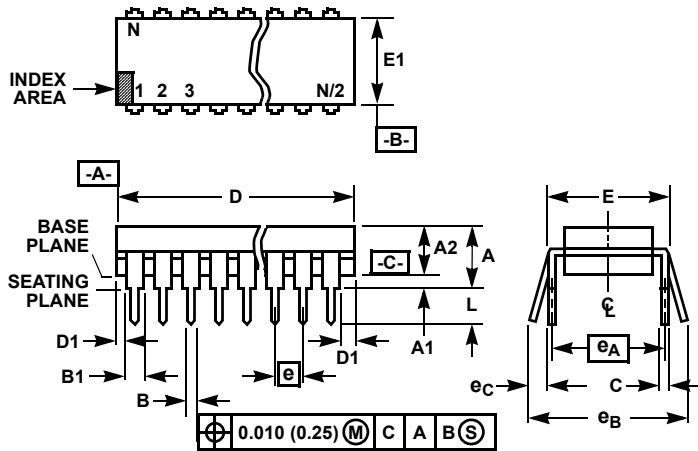 N
E1
INDEX
AREA
1 2 3 N/2
-B-
-A-
D
E
BASE
PLANE
A2
A
-C-
SEATING
PLANE
L
D1
A1
D1
B1
e
eA
B
eC
C
eB
⌖ 0.010 (0.25) Ⓜ C A B Ⓢ
℄